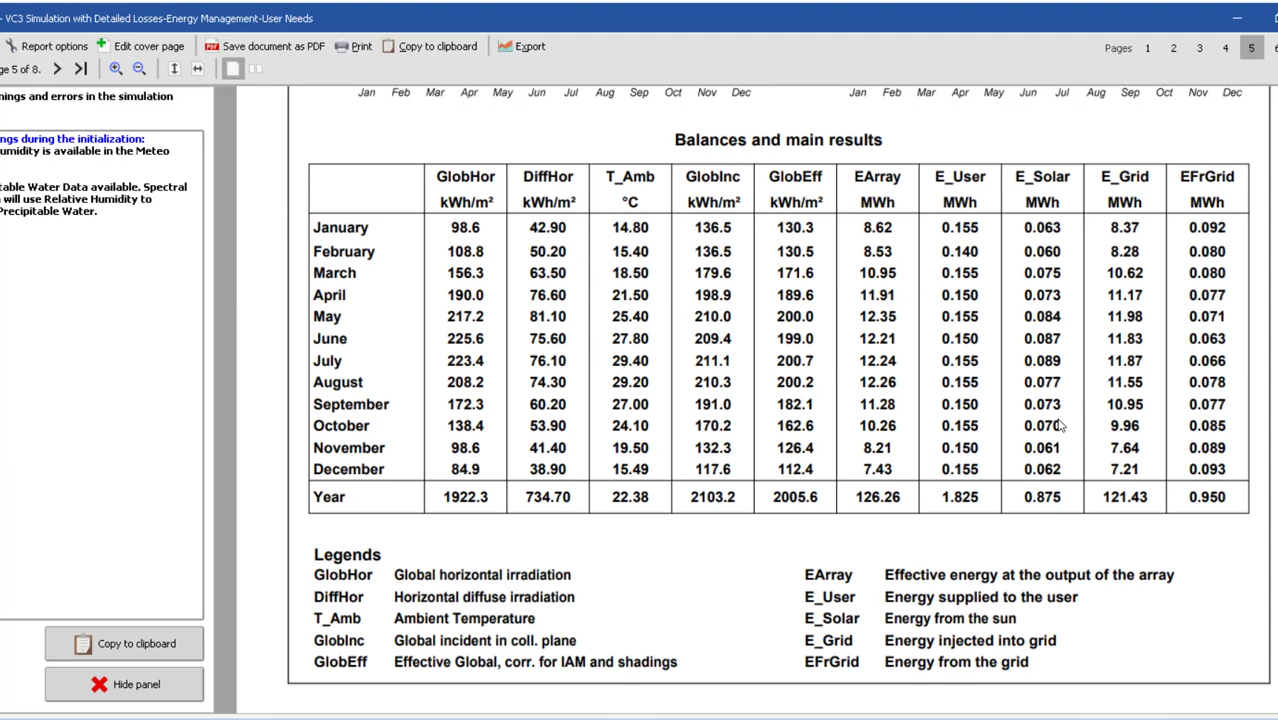 - VC3 Simulation with Detailed Losses-Energy Management-User Needs
Report options Edit cover page Save document as PDF Print Copy to clipboard Export Pages 1 2 3 4 5 6
ge 5 of 8.
nings and errors in the simulation
ngs during the initialization:
umidity is available in the Meteo
table Water Data available. Spectral
will use Relative Humidity to
Precipitable Water.
Copy to clipboard
Hide panel
Jan Feb Mar Apr May Jun Jul Aug Sep Oct Nov Dec Jan Feb Mar Apr May Jun Jul Aug Sep Oct Nov Dec
Balances and main results
GlobHor DiffHor T_Amb GlobInc GlobEff EArray E_User E_Solar E_Grid EFrGrid
kWh/m² kWh/m² °C kWh/m² kWh/m² MWh MWh MWh MWh MWh
January 98.6 42.90 14.80 136.5 130.3 8.62 0.155 0.063 8.37 0.092
February 108.8 50.20 15.40 136.5 130.5 8.53 0.140 0.060 8.28 0.080
March 156.3 63.50 18.50 179.6 171.6 10.95 0.155 0.075 10.62 0.080
April 190.0 76.60 21.50 198.9 189.6 11.91 0.150 0.073 11.17 0.077
May 217.2 81.10 25.40 210.0 200.0 12.35 0.155 0.084 11.98 0.071
June 225.6 75.60 27.80 209.4 199.0 12.21 0.150 0.087 11.83 0.063
July 223.4 76.10 29.40 211.1 200.7 12.24 0.155 0.089 11.87 0.066
August 208.2 74.30 29.20 210.3 200.2 12.26 0.155 0.077 11.55 0.078
September 172.3 60.20 27.00 191.0 182.1 11.28 0.150 0.073 10.95 0.077
October 138.4 53.90 24.10 170.2 162.6 10.26 0.155 0.070 9.96 0.085
November 98.6 41.40 19.50 132.3 126.4 8.21 0.150 0.061 7.64 0.089
December 84.9 38.90 15.49 117.6 112.4 7.43 0.155 0.062 7.21 0.093
Year 1922.3 734.70 22.38 2103.2 2005.6 126.26 1.825 0.875 121.43 0.950
Legends
GlobHor Global horizontal irradiation EArray Effective energy at the output of the array
DiffHor Horizontal diffuse irradiation E_User Energy supplied to the user
T_Amb Ambient Temperature E_Solar Energy from the sun
GlobInc Global incident in coll. plane E_Grid Energy injected into grid
GlobEff Effective Global, corr. for IAM and shadings EFrGrid Energy from the grid